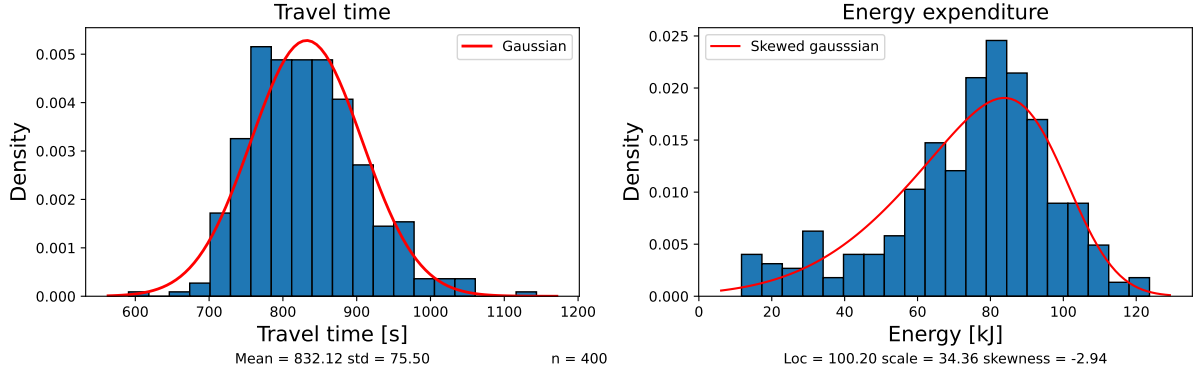 Travel time
Density
0.005
0.004
0.003
0.002
0.001
0.000
Gaussian
600 700 800 900 1000 1100 1200
Travel time [s]
Mean = 832.12 std = 75.50
n = 400
Energy expenditure
Density
0.025
0.020
0.015
0.010
0.005
0.000
Skewed gausssian
0 20 40 60 80 100 120
Energy [kJ]
Loc = 100.20 scale = 34.36 skewness = -2.94